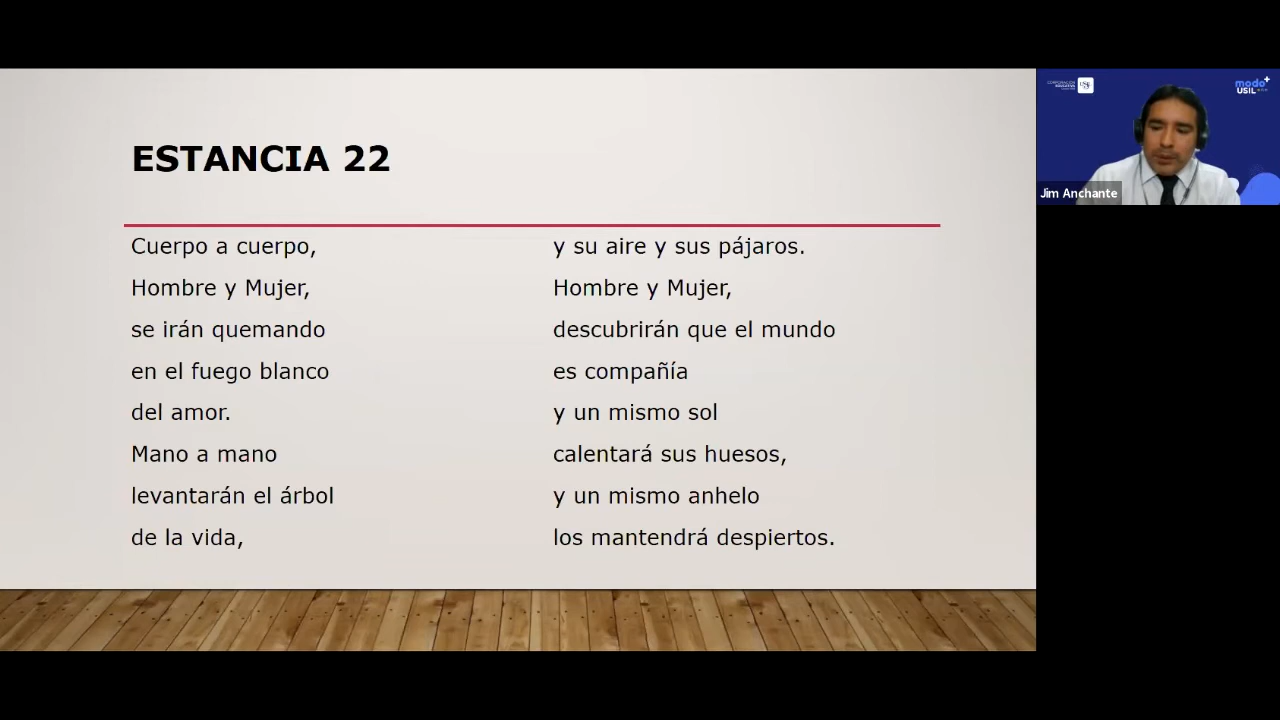 ESTANCIA 22
Cuerpo a cuerpo,
Hombre y Mujer,
se irán quemando
en el fuego blanco
del amor.
Mano a mano
levantarán el árbol
de la vida,
y su aire y sus pájaros.
Hombre y Mujer,
descubrirán que el mundo
es compañía
y un mismo sol
calentará sus huesos,
y un mismo anhelo
los mantendrá despiertos.
CORPORACIÓN
EDUCATIVA
modo+
USIL
Jim Anchante